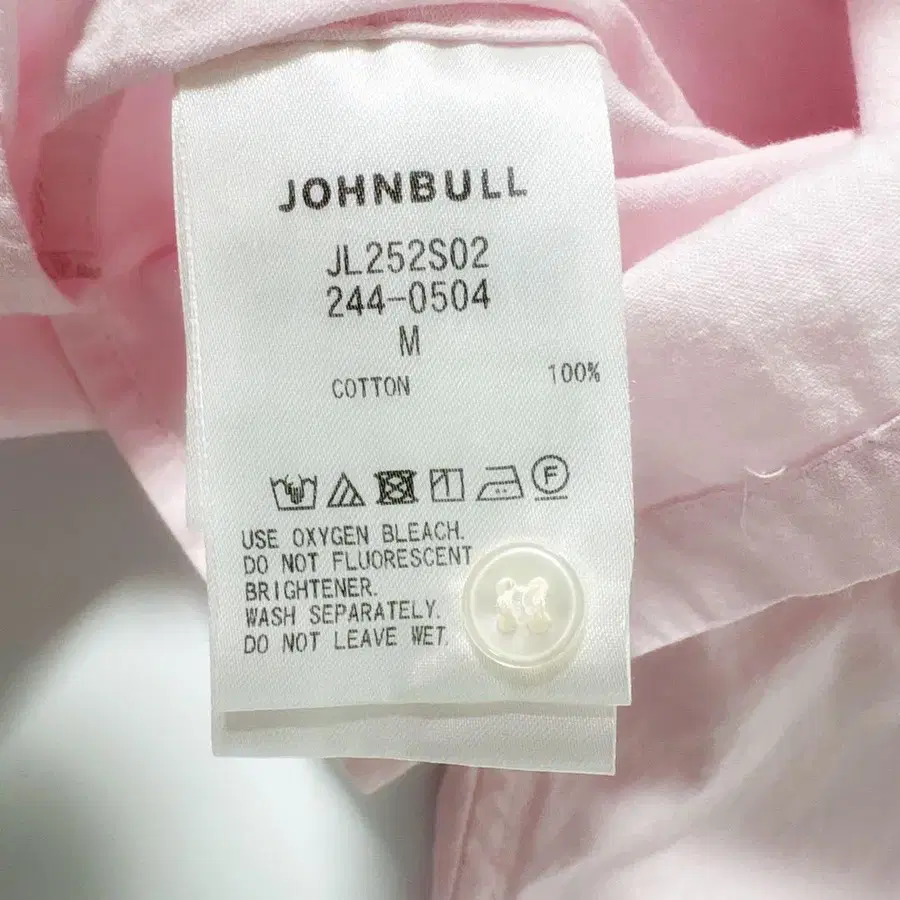 JOHNBULL
JL252S02
244-0504
M
COTTON 100%
F
USE OXYGEN BLEACH.
DO NOT FLUORESCENT
BRIGHTENER.
WASH SEPARATELY.
DO NOT LEAVE WET.